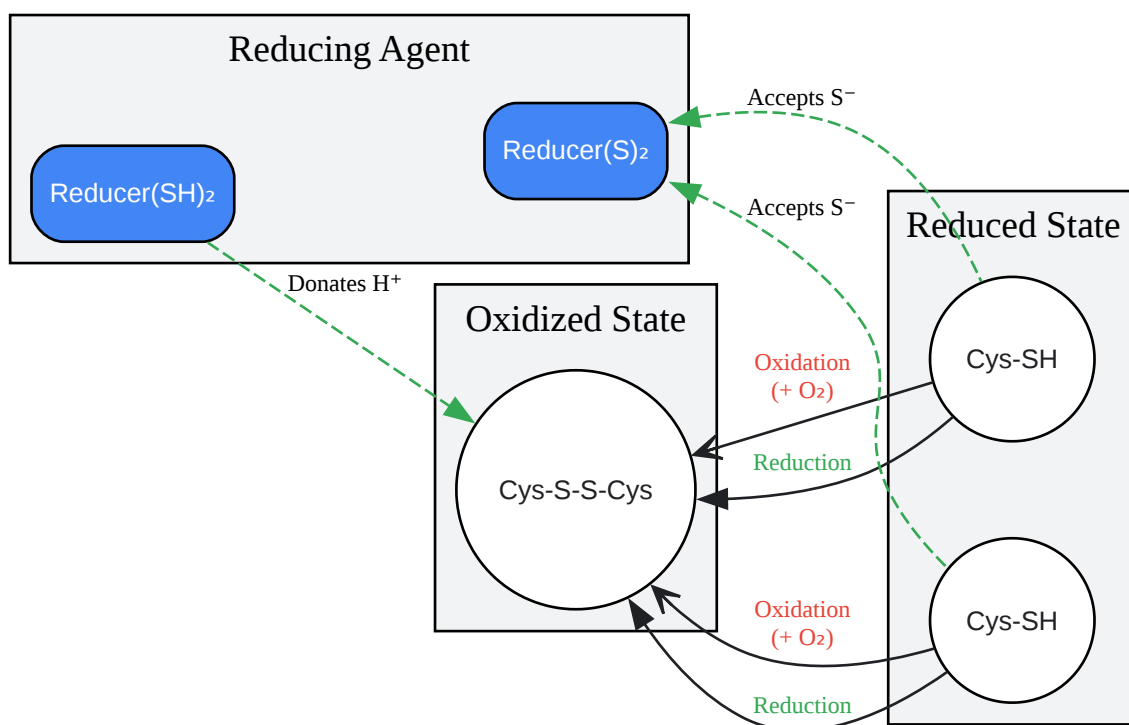 Reducing Agent
Reducer(SH)₂
Reducer(S)₂
Accepts S⁻
Accepts S⁻
Donates H⁺
Oxidized State
Cys-S-S-Cys
Oxidation
(+ O₂)
Reduction
Oxidation
(+ O₂)
Reduction
Reduced State
Cys-SH
Cys-SH